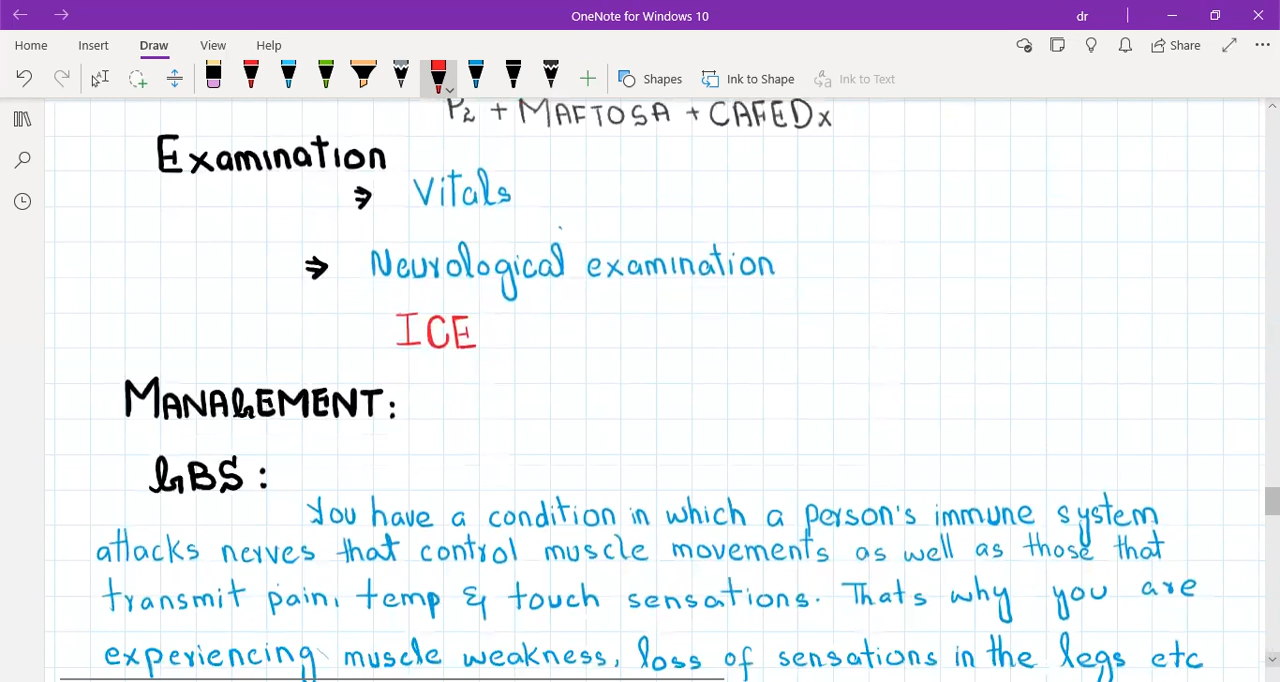 OneNote for Windows 10
dr
Home Insert Draw View Help
Share
Shapes
Ink to Shape
Ink to Text
P2 + MAFTOSA + CAFEDx
Examination
⇒ Vitals
⇒ Neurological examination
ICE
MANAGEMENT:
GBS:
You have a condition in which a person's immune system
attacks nerves that control muscle movements as well as those that
transmit pain, temp & touch sensations. Thats why you are
experiencing muscle weakness, loss of sensations in the legs etc